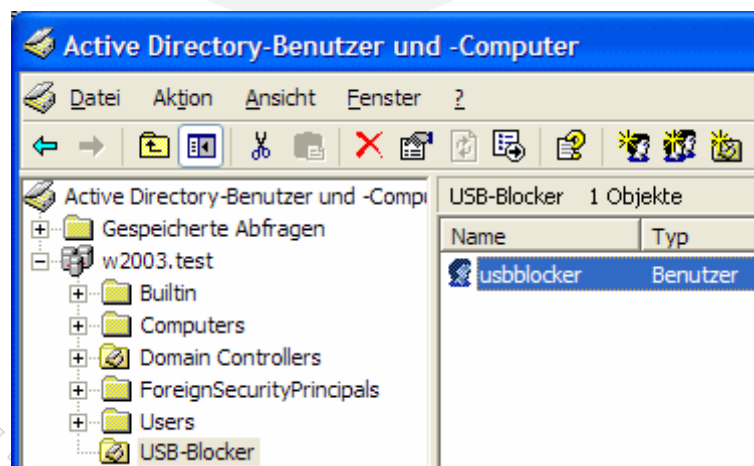 Active Directory-Benutzer und -Computer
Datei Aktion Ansicht Fenster ?
Active Directory-Benutzer und -Compu
Gespeicherte Abfragen
w2003.test
Builtin
Computers
Domain Controllers
ForeignSecurityPrincipals
Users
USB-Blocker
USB-Blocker 1 Objekte
Name Typ
usbblocker Benutzer